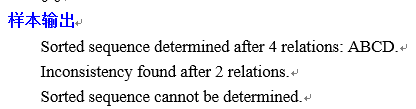 样本输出
Sorted sequence determined after 4 relations: ABCD.
Inconsistency found after 2 relations.
Sorted sequence cannot be determined.